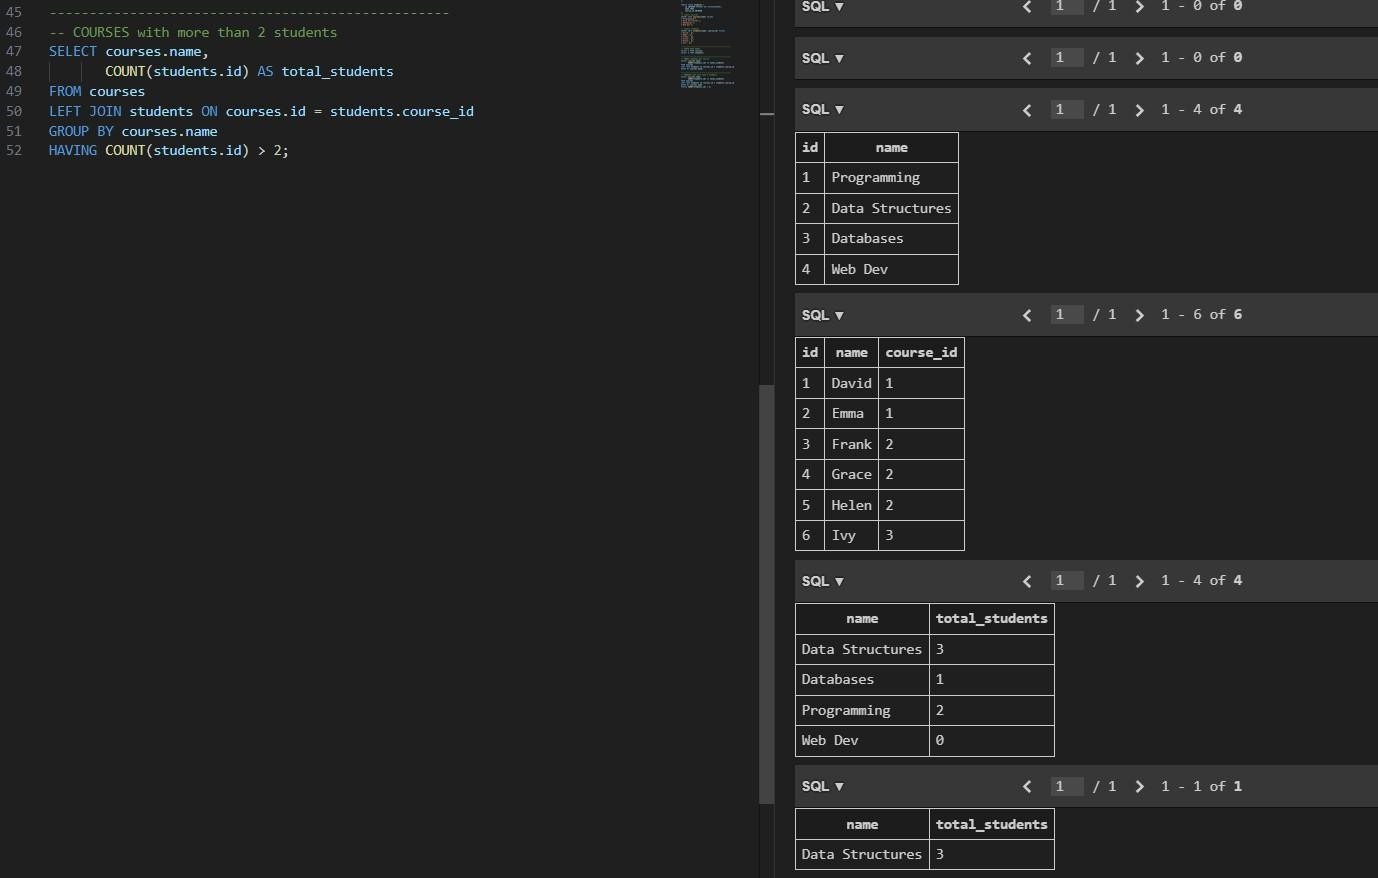 45 --------------------------------------------------
46 -- COURSES with more than 2 students
47 SELECT courses.name,
48 COUNT(students.id) AS total_students
49 FROM courses
50 LEFT JOIN students ON courses.id = students.course_id
51 GROUP BY courses.name
52 HAVING COUNT(students.id) > 2;
SQL ▼ < 1 / 1 > 1 - 0 of 0
SQL ▼ < 1 / 1 > 1 - 0 of 0
SQL ▼ < 1 / 1 > 1 - 4 of 4
id name
1 Programming
2 Data Structures
3 Databases
4 Web Dev
SQL ▼ < 1 / 1 > 1 - 6 of 6
id name course_id
1 David 1
2 Emma 1
3 Frank 2
4 Grace 2
5 Helen 2
6 Ivy 3
SQL ▼ < 1 / 1 > 1 - 4 of 4
name total_students
Data Structures 3
Databases 1
Programming 2
Web Dev 0
SQL ▼ < 1 / 1 > 1 - 1 of 1
name total_students
Data Structures 3